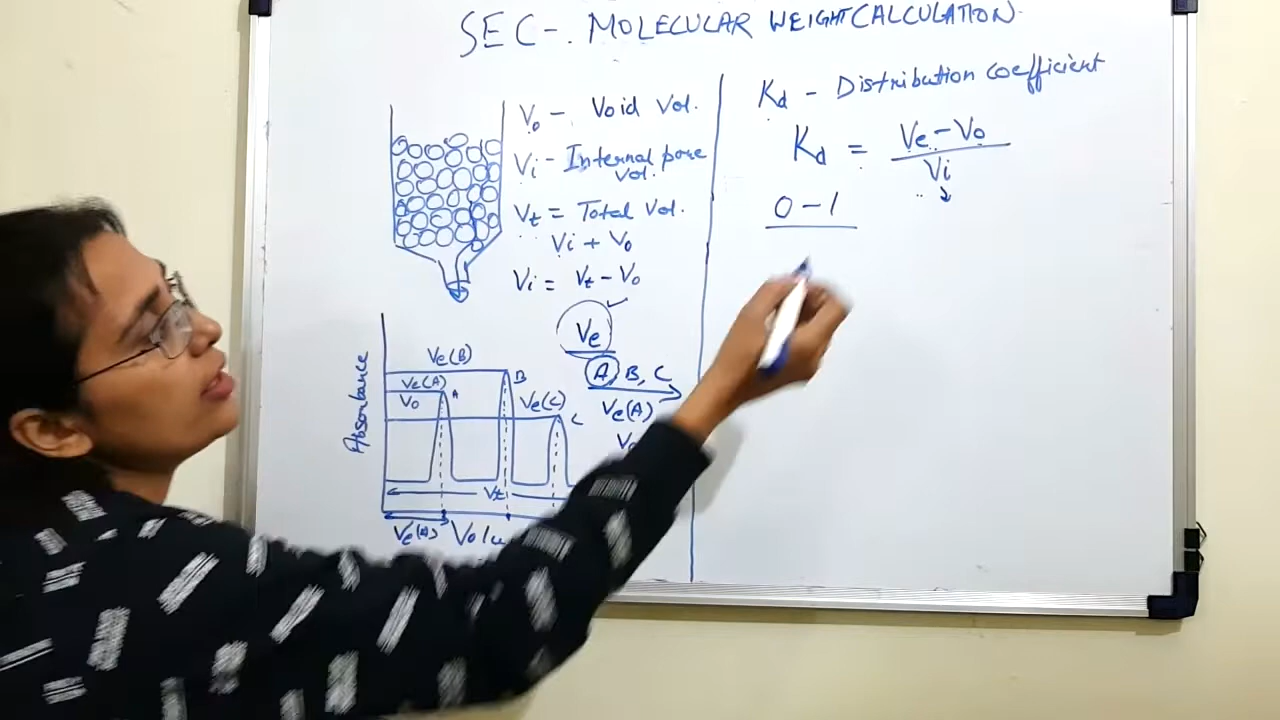 SEC-. MOLECULAR WEIGHT CALCULATION.
V₀ - Void Vol.
Vi - Internal pore
Vol.
Vt = Total Vol.
Vi + V₀
Vi = Vt - V₀
Ve
A, B, C
Ve(A)
Absorbance
Ve(B)
B
Ve(A)
A
V₀
Ve(C)
C
Vt
Ve(A)
Kd - Distribution coefficient
Kd = Ve - V₀
Vi
0 - 1